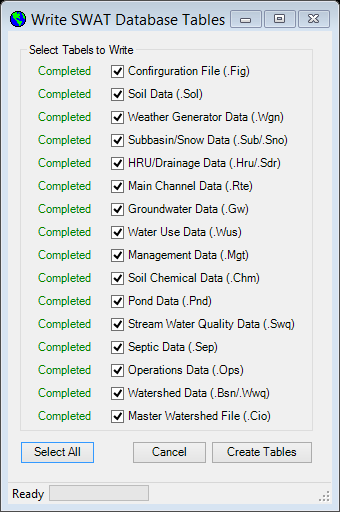 Write SWAT Database Tables
Select Tabels to Write
Completed Confirguration File (.Fig)
Completed Soil Data (.Sol)
Completed Weather Generator Data (.Wgn)
Completed Subbasin/Snow Data (.Sub/.Sno)
Completed HRU/Drainage Data (.Hru/.Sdr)
Completed Main Channel Data (.Rte)
Completed Groundwater Data (.Gw)
Completed Water Use Data (.Wus)
Completed Management Data (.Mgt)
Completed Soil Chemical Data (.Chm)
Completed Pond Data (.Pnd)
Completed Stream Water Quality Data (.Swq)
Completed Septic Data (.Sep)
Completed Operations Data (.Ops)
Completed Watershed Data (.Bsn/.Wwq)
Completed Master Watershed File (.Cio)
Select All Cancel Create Tables
Ready